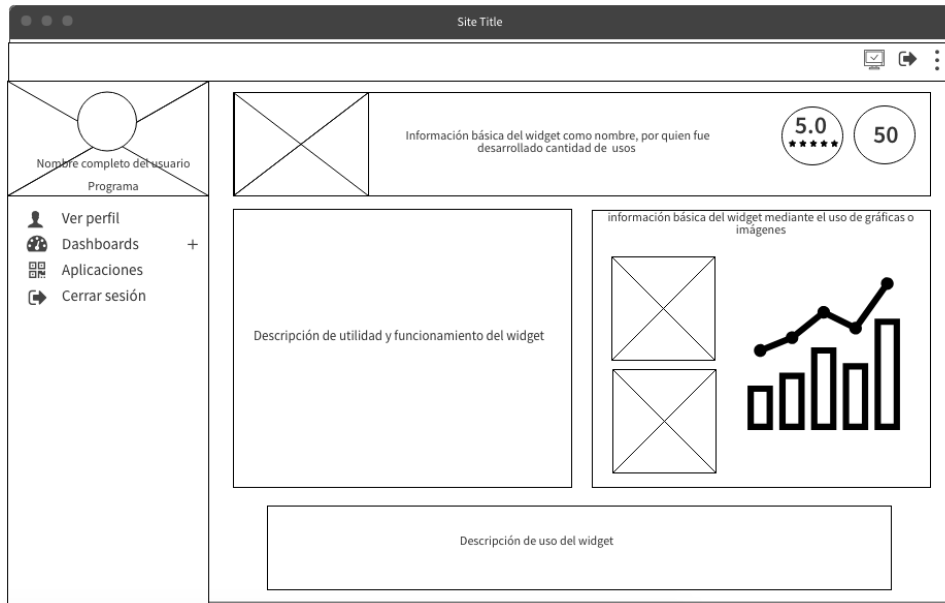 Site Title
Nombre completo del usuario
Programa
Ver perfil
Dashboards +
Aplicaciones
Cerrar sesión
Información básica del widget como nombre, por quien fue
desarrollado cantidad de usos
5.0
50
Descripción de utilidad y funcionamiento del widget
información básica del widget mediante el uso de gráficas o
imágenes
Descripción de uso del widget